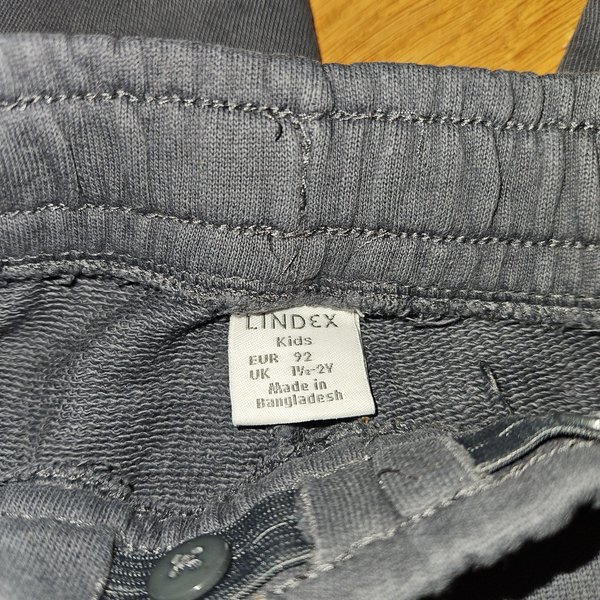 LINDEX
Kids
EUR 92
UK 1½-2Y
Made in
Bangladesh